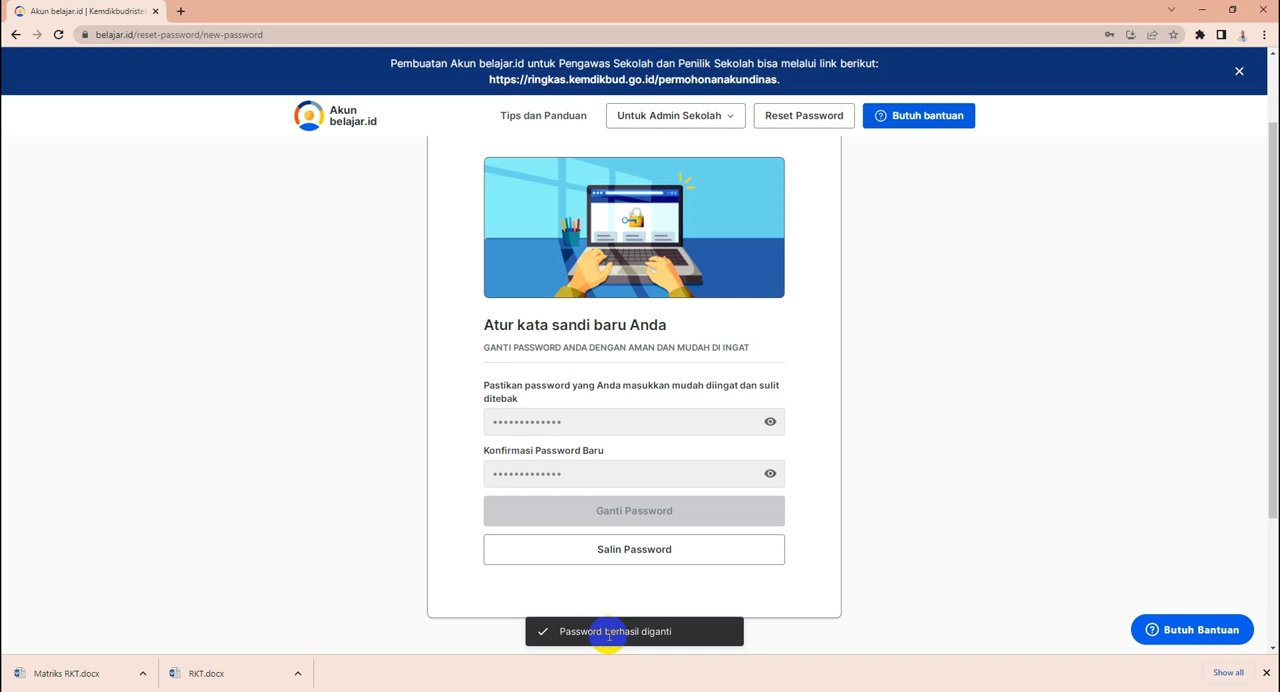 Akun belajar.id | Kemdikbudriste
belajar.id/reset-password/new-password
Pembuatan Akun belajar.id untuk Pengawas Sekolah dan Penilik Sekolah bisa melalui link berikut:
https://ringkas.kemdikbud.go.id/permohonanakundinas.
Akun
belajar.id
Tips dan Panduan
Untuk Admin Sekolah
Reset Password
Butuh bantuan
Atur kata sandi baru Anda
GANTI PASSWORD ANDA DENGAN AMAN DAN MUDAH DI INGAT
Pastikan password yang Anda masukkan mudah diingat dan sulit
ditebak
•••••••••••••
Konfirmasi Password Baru
•••••••••••••
Ganti Password
Salin Password
Password berhasil diganti
Butuh Bantuan
Matriks RKT.docx
RKT.docx
Show all